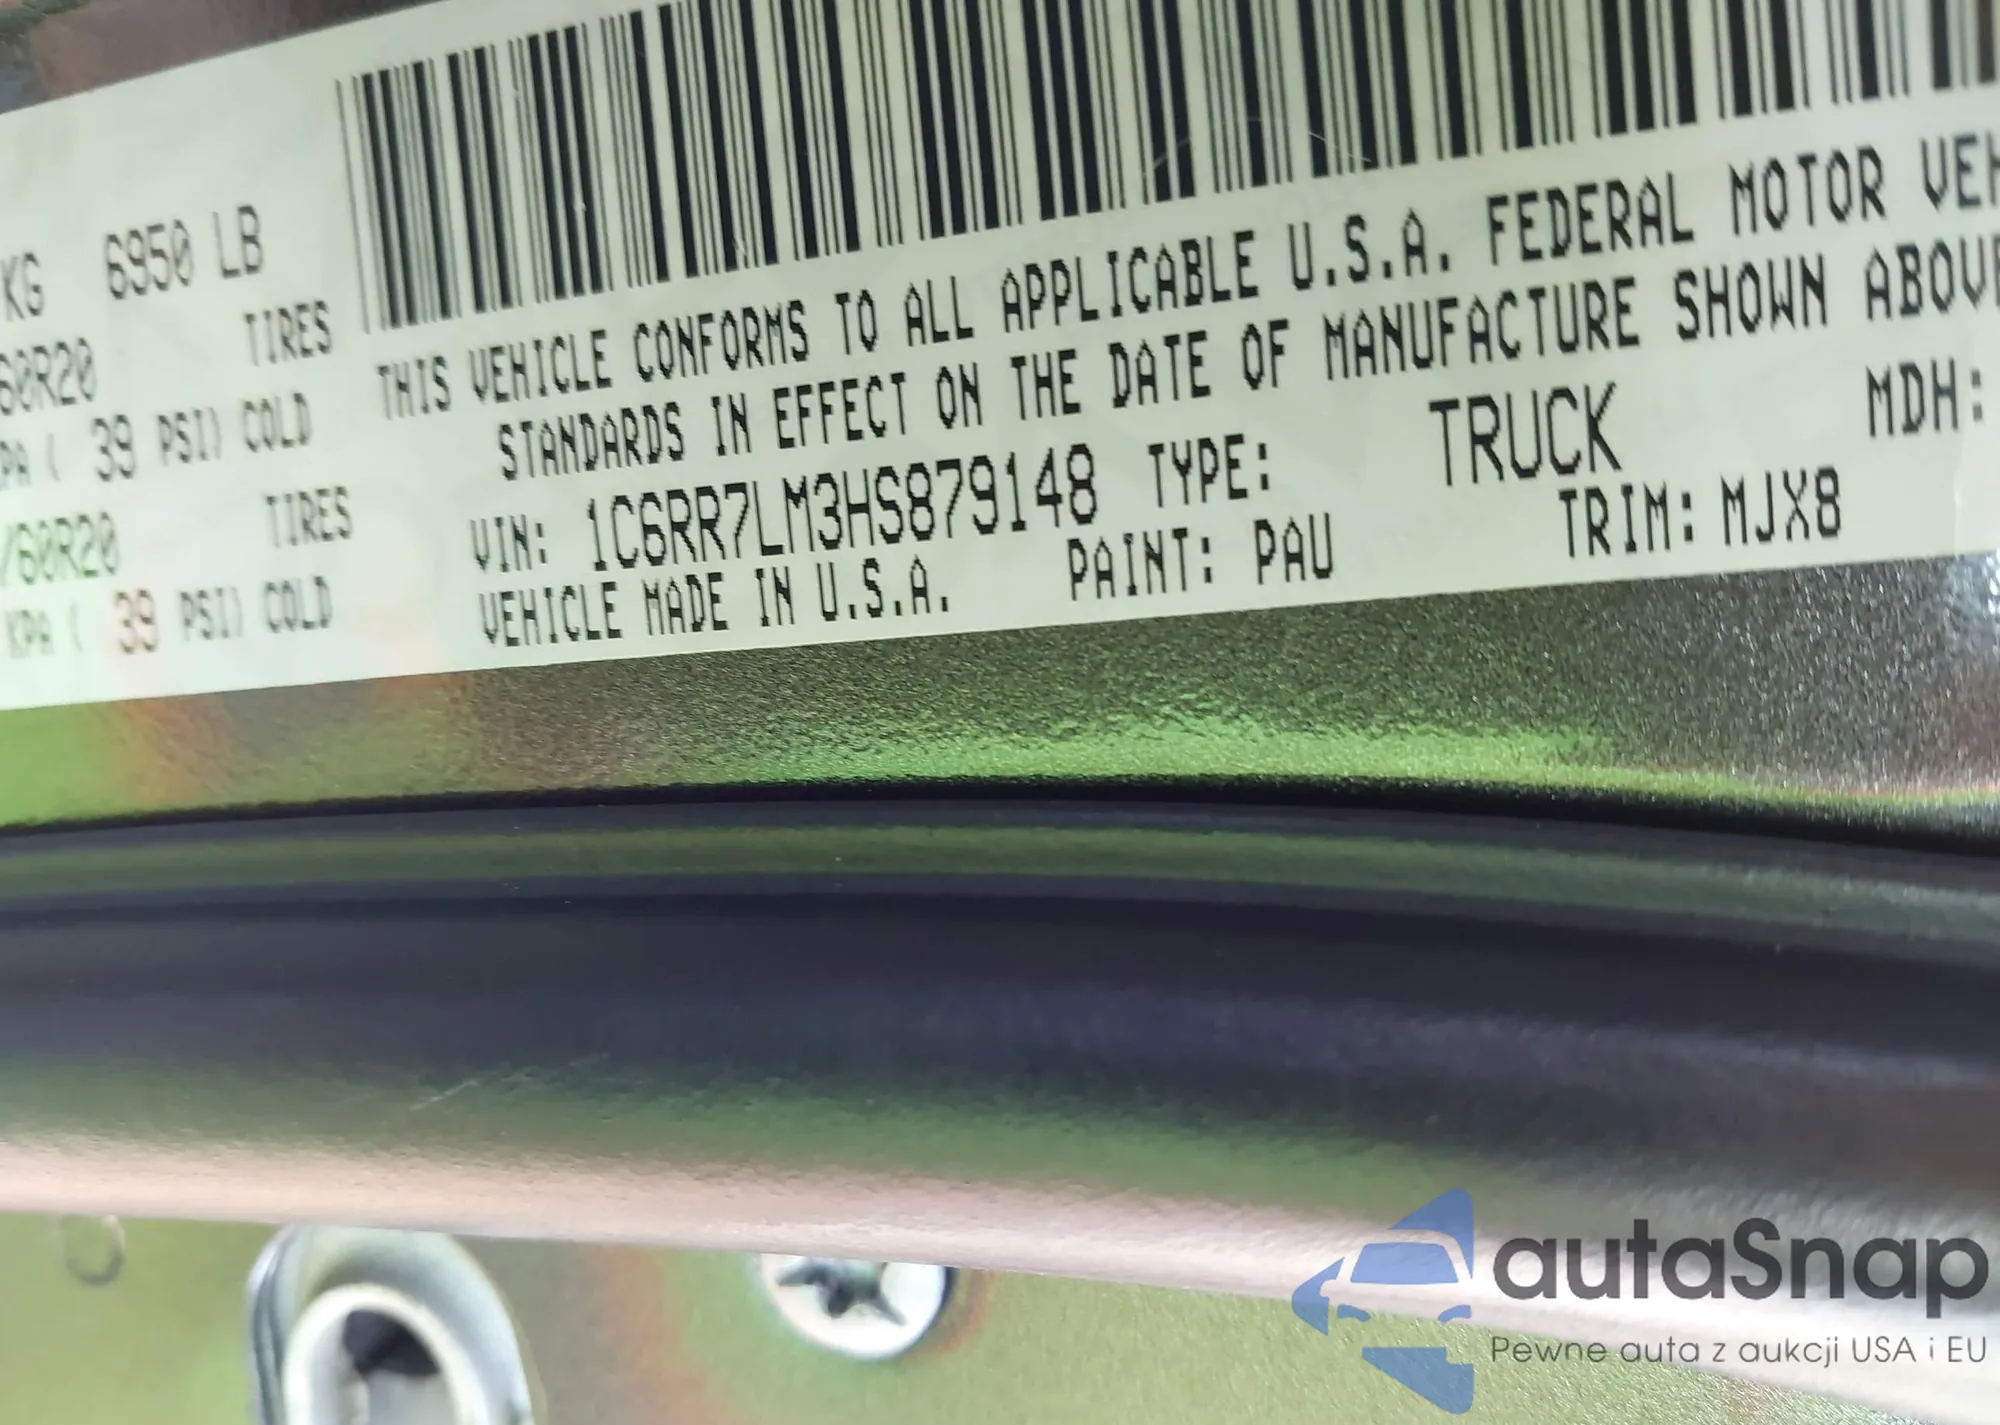 KG 6950 LB
60R20 TIRES
PA ( 39 PSI) COLD
/60R20 TIRES
KPA ( 39 PSI) COLD
THIS VEHICLE CONFORMS TO ALL APPLICABLE U.S.A. FEDERAL MOTOR VEH
STANDARDS IN EFFECT ON THE DATE OF MANUFACTURE SHOWN ABOVE
VIN: 1C6RR7LM3HS879148 TYPE: TRUCK MDH:
VEHICLE MADE IN U.S.A. PAINT: PAU TRIM: MJX8
autaSnap
Pewne auta z aukcji USA i EU